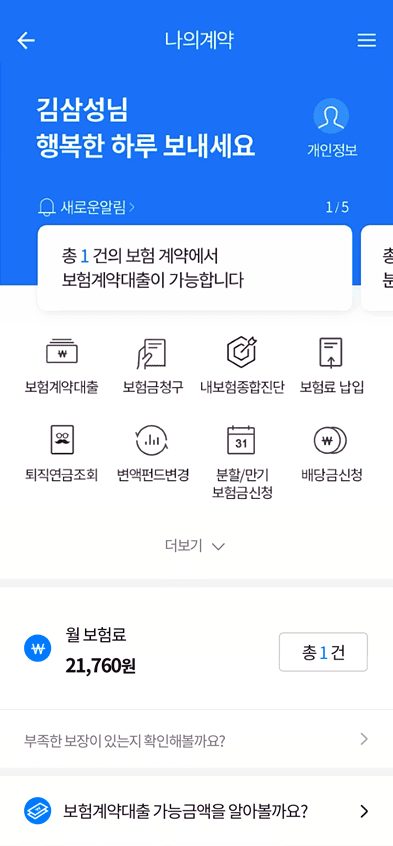 나의계약
김삼성님
행복한 하루 보내세요
개인정보
새로운알림
1/5
총 1 건의 보험 계약에서
보험계약대출이 가능합니다
보험계약대출
보험금청구
내보험종합진단
보험료 납입
퇴직연금조회
변액펀드변경
31
분할/만기
보험금신청
배당금신청
더보기
월 보험료
21,760원
총 1 건
부족한 보장이 있는지 확인해볼까요?
보험계약대출 가능금액을 알아볼까요?